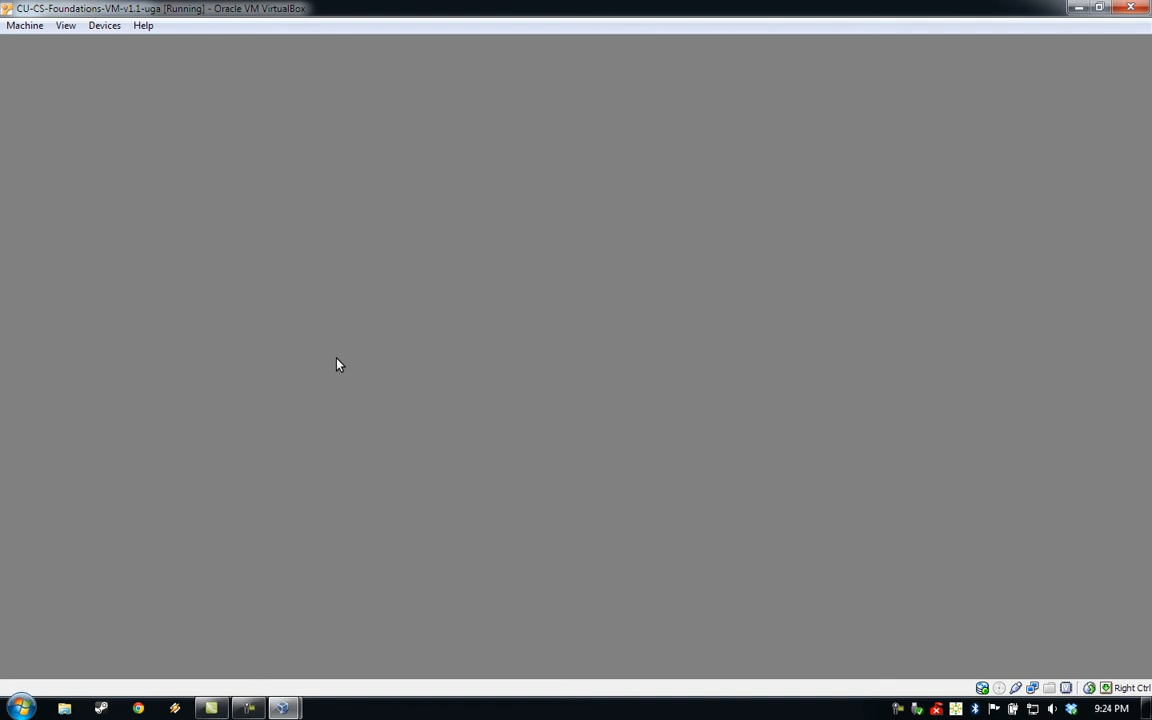 CU-CS-Foundations-VM-v1.1-uga [Running] - Oracle VM VirtualBox
Machine View Devices Help
Right Ctrl
9:24 PM